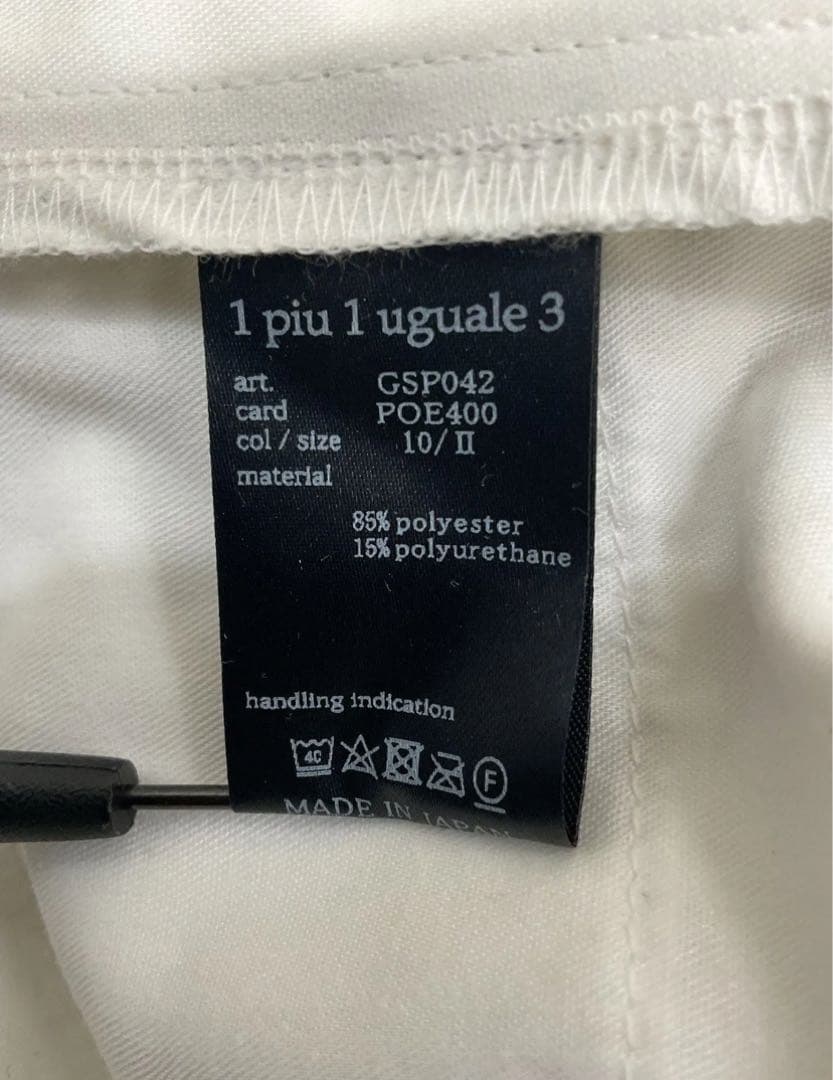 1 piu 1 uguale 3
art. GSP042
card POE400
col / size 10/Ⅱ
material
85% polyester
15% polyurethane
handling indication
40 F
MADE IN JAPAN